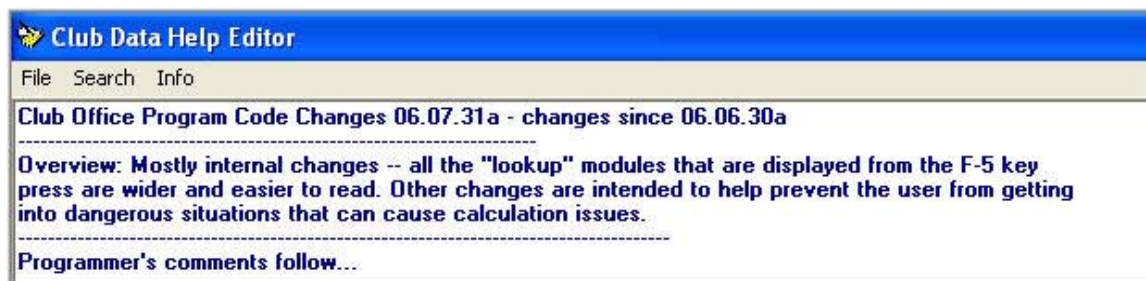 Club Data Help Editor
File Search Info
Club Office Program Code Changes 06.07.31a - changes since 06.06.30a
----------------------------------------------------------------------
Overview: Mostly internal changes -- all the "lookup" modules that are displayed from the F-5 key
press are wider and easier to read. Other changes are intended to help prevent the user from getting
into dangerous situations that can cause calculation issues.
----------------------------------------------------------------------------------------
Programmer's comments follow...